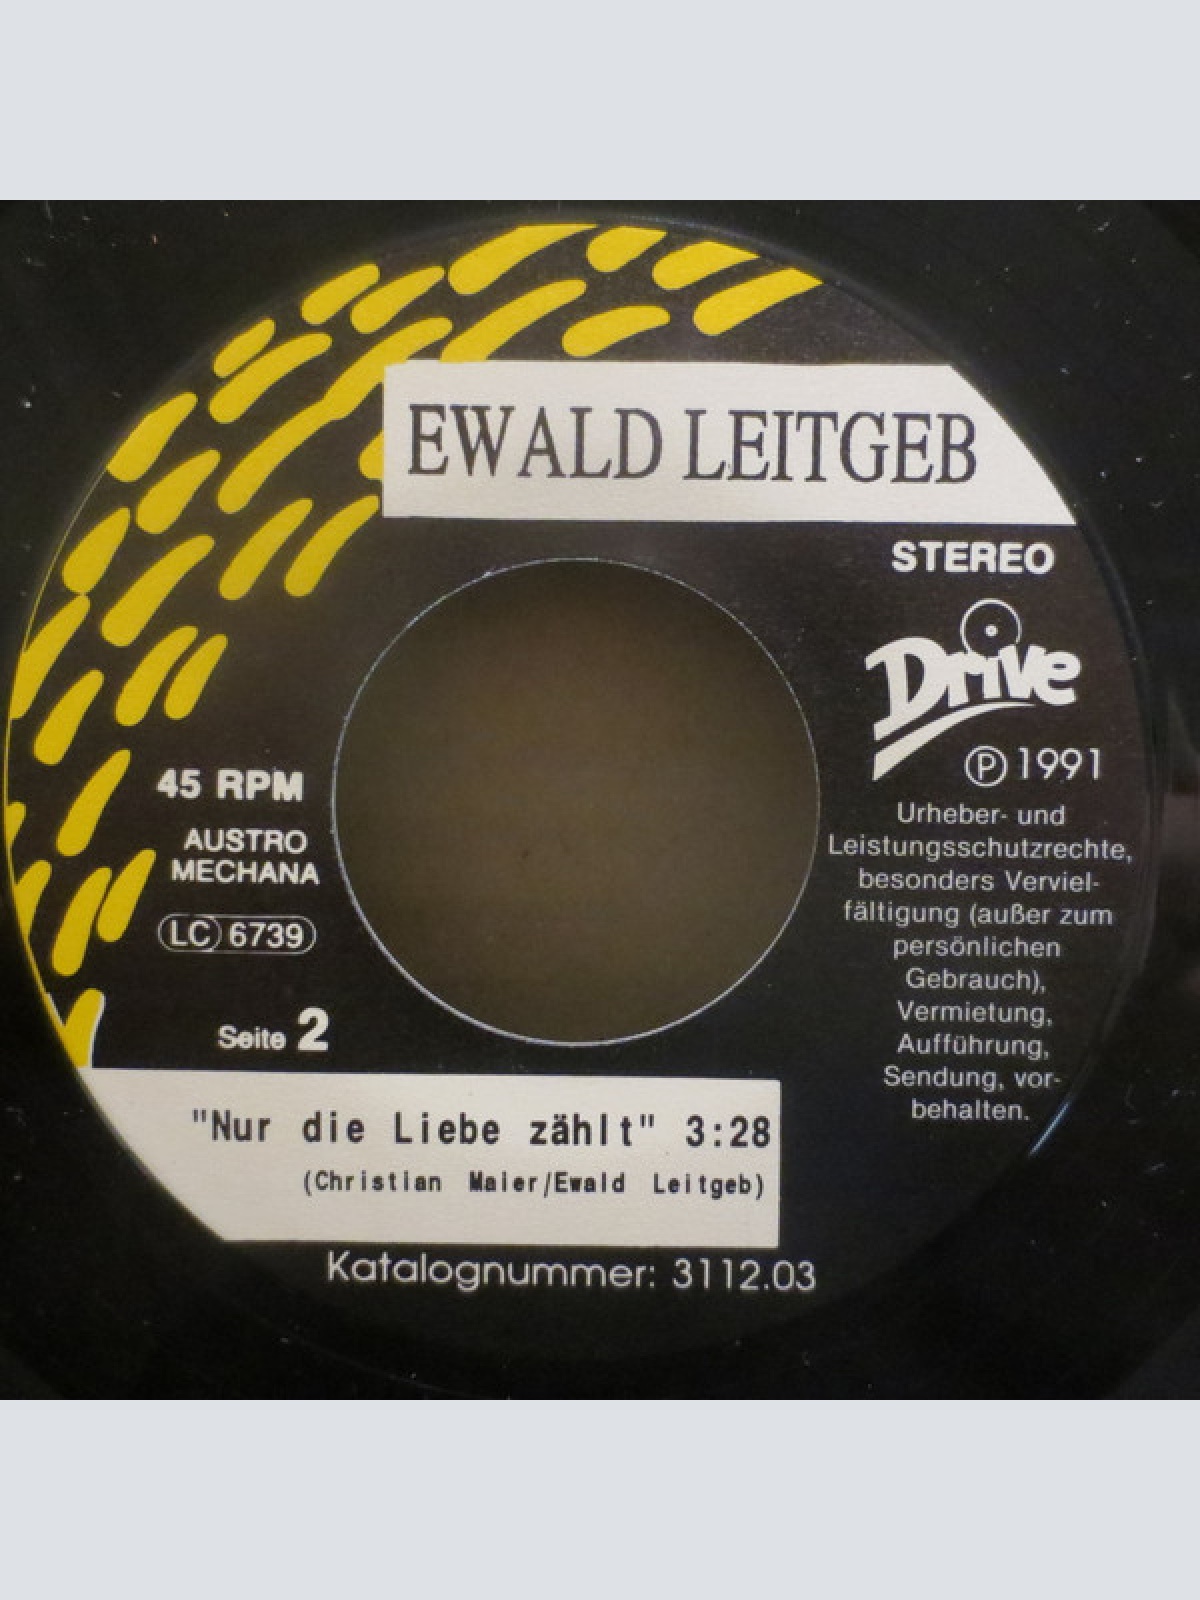 EWALD LEITGEB
STEREO
Drive
Ⓟ 1991
Urheber- und
Leistungsschutzrechte,
besonders Verviel-
fältigung (außer zum
persönlichen
Gebrauch),
Vermietung,
Aufführung,
Sendung, vor-
behalten.
45 RPM
AUSTRO
MECHANA
LC 6739
Seite 2
"Nur die Liebe zählt" 3:28
(Christian Maier/Ewald Leitgeb)
Katalognummer: 3112.03